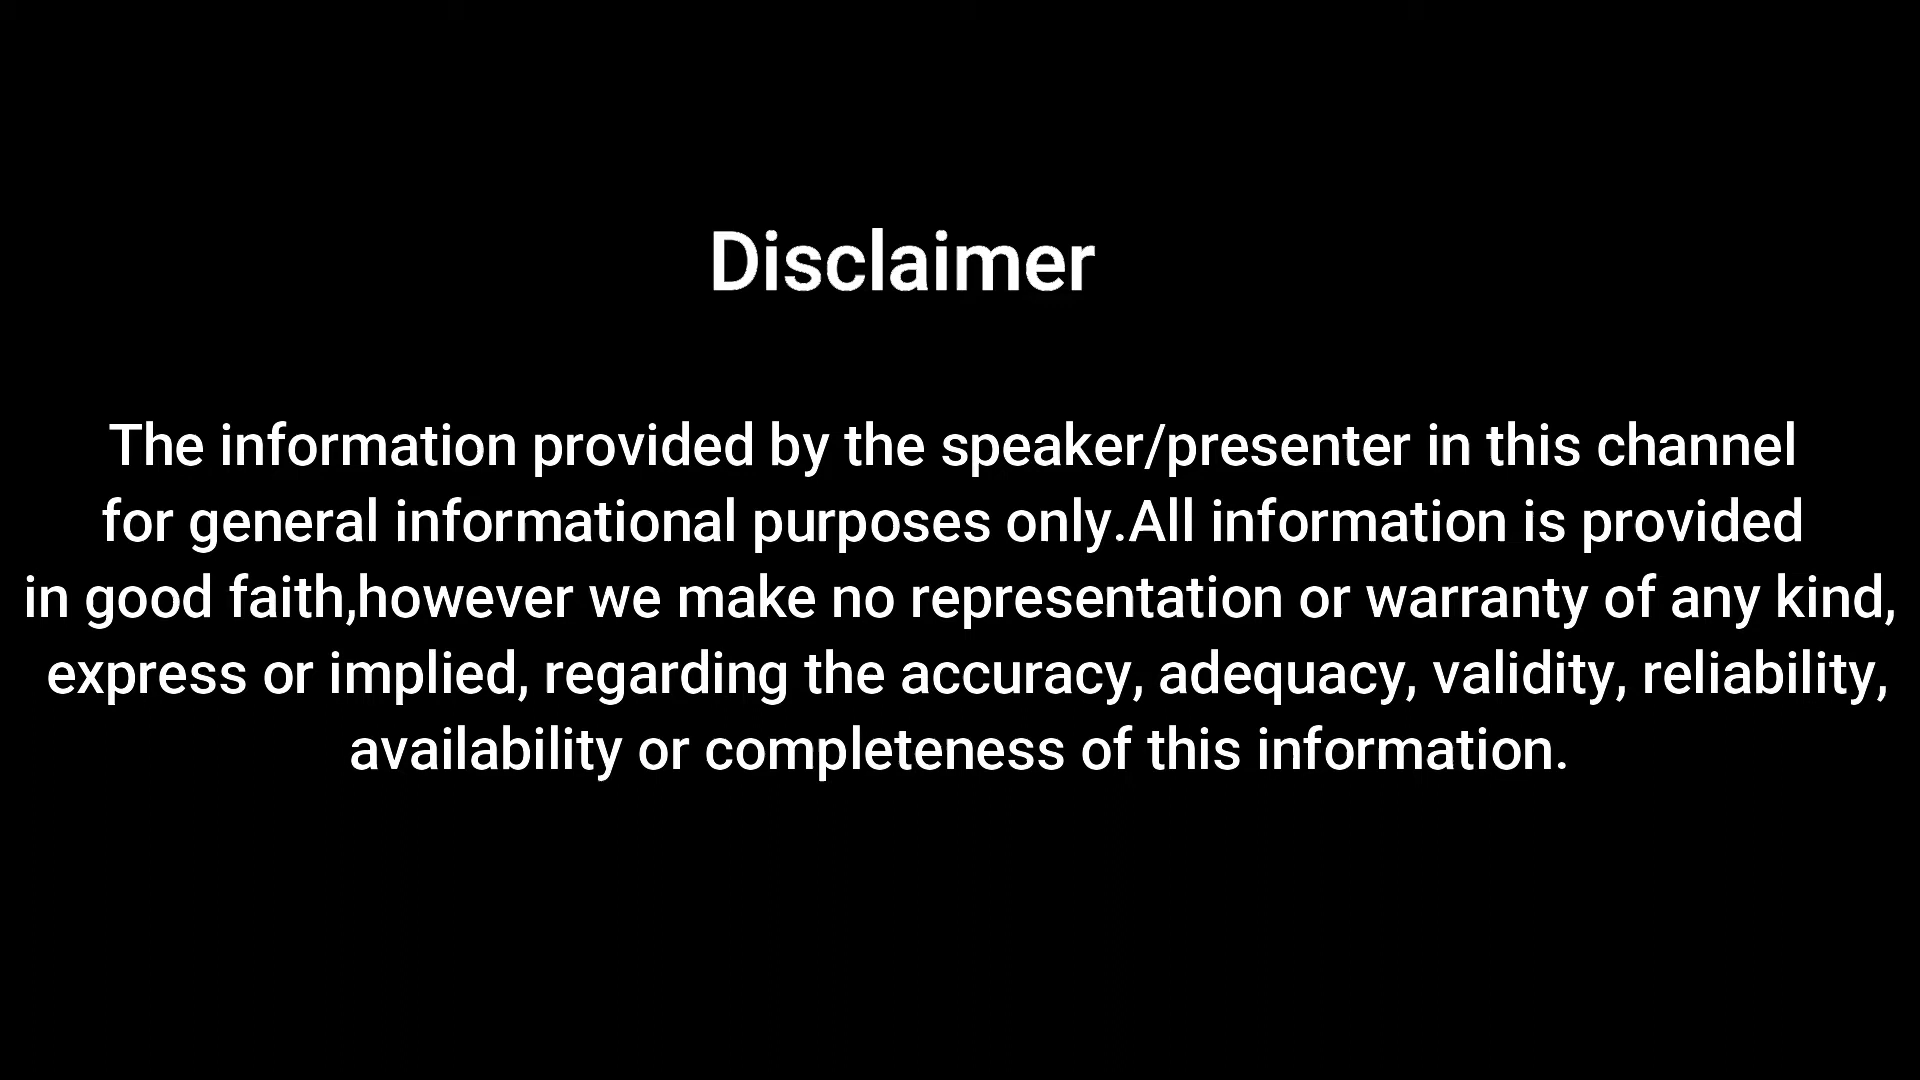 Disclaimer
The information provided by the speaker/presenter in this channel
for general informational purposes only.All information is provided
in good faith,however we make no representation or warranty of any kind,
express or implied, regarding the accuracy, adequacy, validity, reliability,
availability or completeness of this information.